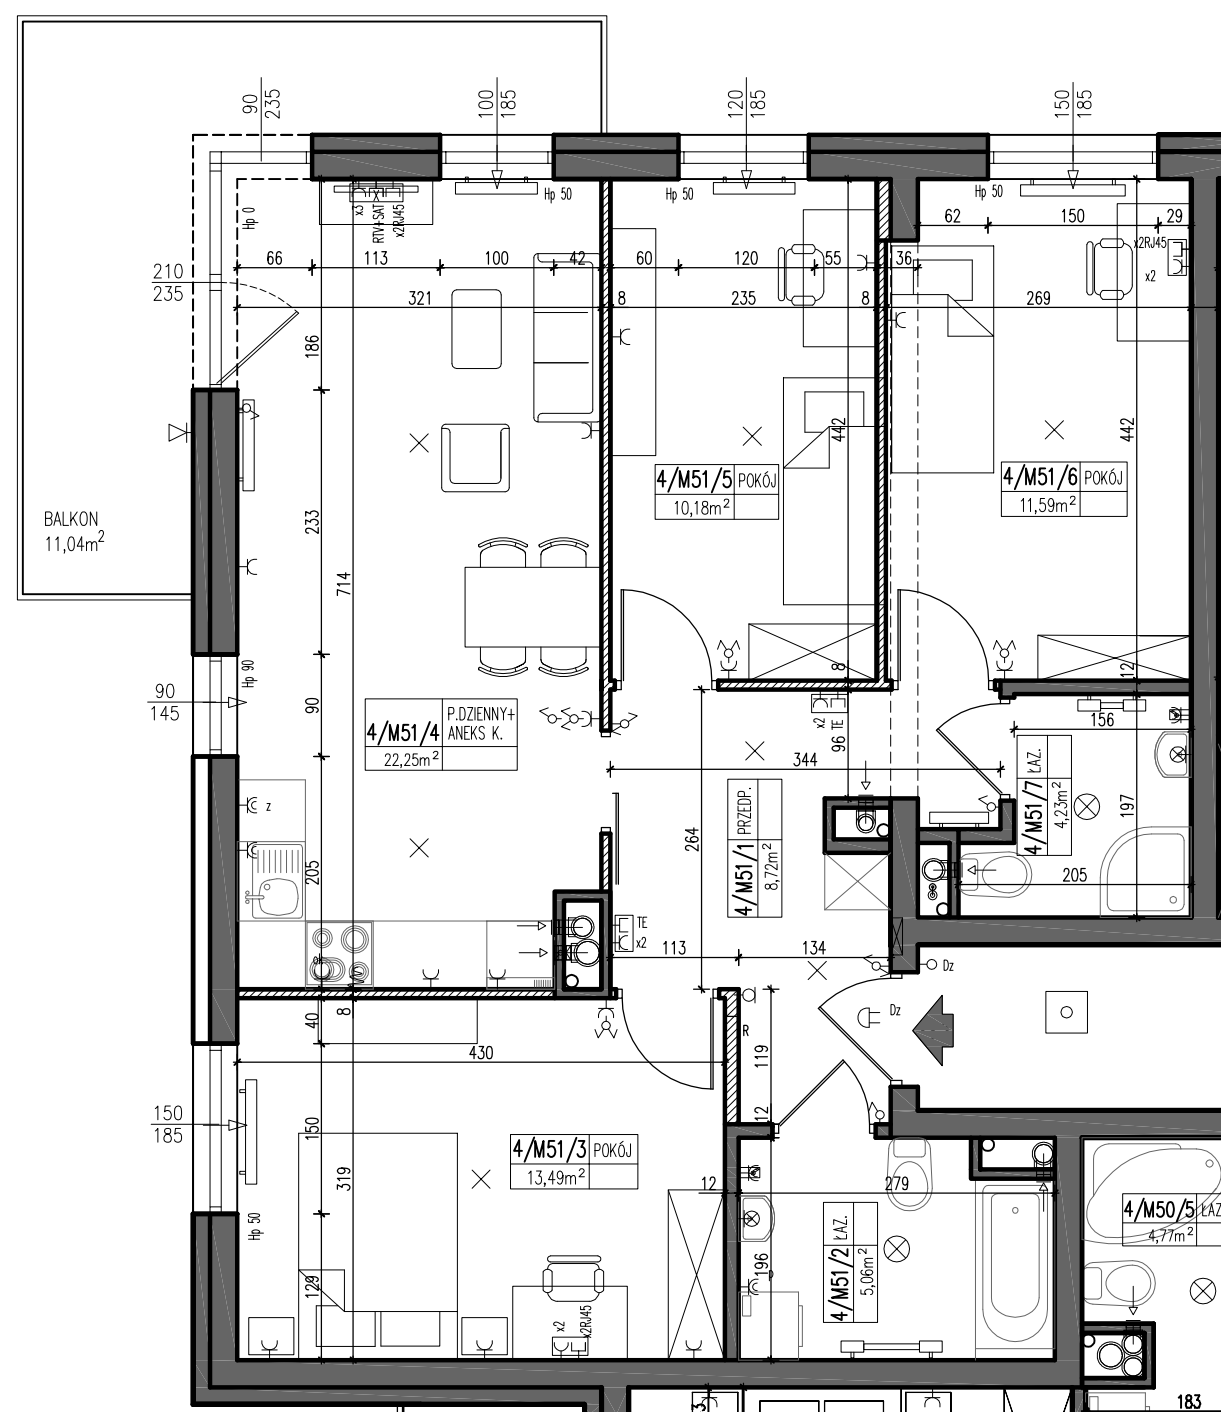 90
235
100
185
120
185
150
185
Hp 0
x3
RTV+SAT
x2RJ45
Hp 50
Hp 50
Hp 50
62
150
29
x2RJ45
x2
210
235
66
113
100
42
60
120
55
36
321
8
235
8
269
186
442
442
4/M51/5 POKÓJ
10,18m²
4/M51/6 POKÓJ
11,59m²
BALKON
11,04m²
233
714
8
12
90
145
Hp 90
90
4/M51/4 P.DZIENNY+
ANEKS K.
22,25m²
x2
TE
96
156
344
z
264
4/M51/1 PRZEDP.
8,72m²
4/M51/7 ŁAZ.
4,23m²
197
205
205
TE
x2
113
134
Dz
Dz
40
8
R
430
119
12
150
185
150
319
4/M51/3 POKÓJ
13,49m²
12
279
Hp 50
4/M51/2 ŁAZ.
5,06m²
196
4/M50/5 ŁAZ
4,77m²
129
x2
x2RJ45
183